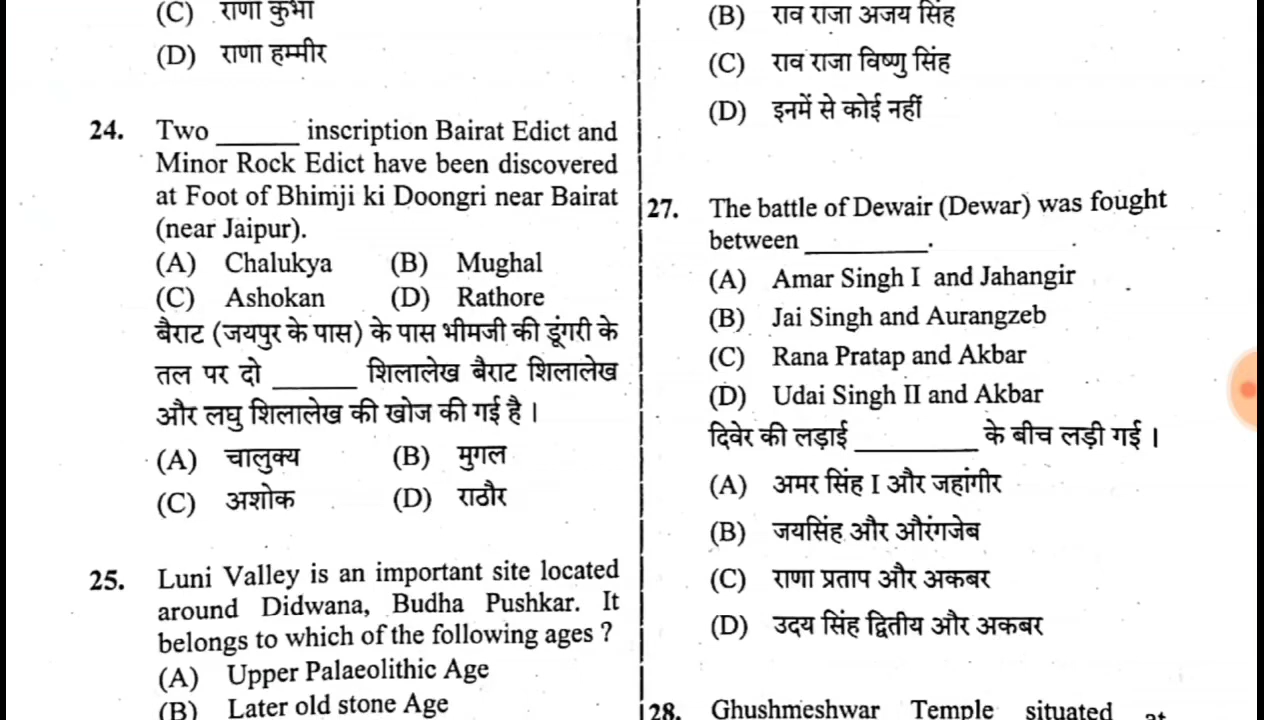 (C) राणा कुंभा
(D) राणा हम्मीर
24. Two ______ inscription Bairat Edict and
Minor Rock Edict have been discovered
at Foot of Bhimji ki Doongri near Bairat
(near Jaipur).
(A) Chalukya (B) Mughal
(C) Ashokan (D) Rathore
बैराट (जयपुर के पास) के पास भीमजी की डूंगरी के
तल पर दो ______ शिलालेख बैराट शिलालेख
और लघु शिलालेख की खोज की गई है ।
(A) चालुक्य (B) मुगल
(C) अशोक (D) राठौर
25. Luni Valley is an important site located
around Didwana, Budha Pushkar. It
belongs to which of the following ages ?
(A) Upper Palaeolithic Age
(B) Later old stone Age
(B) राव राजा अजय सिंह
(C) राव राजा विष्णु सिंह
(D) इनमें से कोई नहीं
27. The battle of Dewair (Dewar) was fought
between _________.
(A) Amar Singh I and Jahangir
(B) Jai Singh and Aurangzeb
(C) Rana Pratap and Akbar
(D) Udai Singh II and Akbar
दिवेर की लड़ाई _________ के बीच लड़ी गई ।
(A) अमर सिंह I और जहांगीर
(B) जयसिंह और औरंगजेब
(C) राणा प्रताप और अकबर
(D) उदय सिंह द्वितीय और अकबर
28. Ghushmeshwar Temple situated at